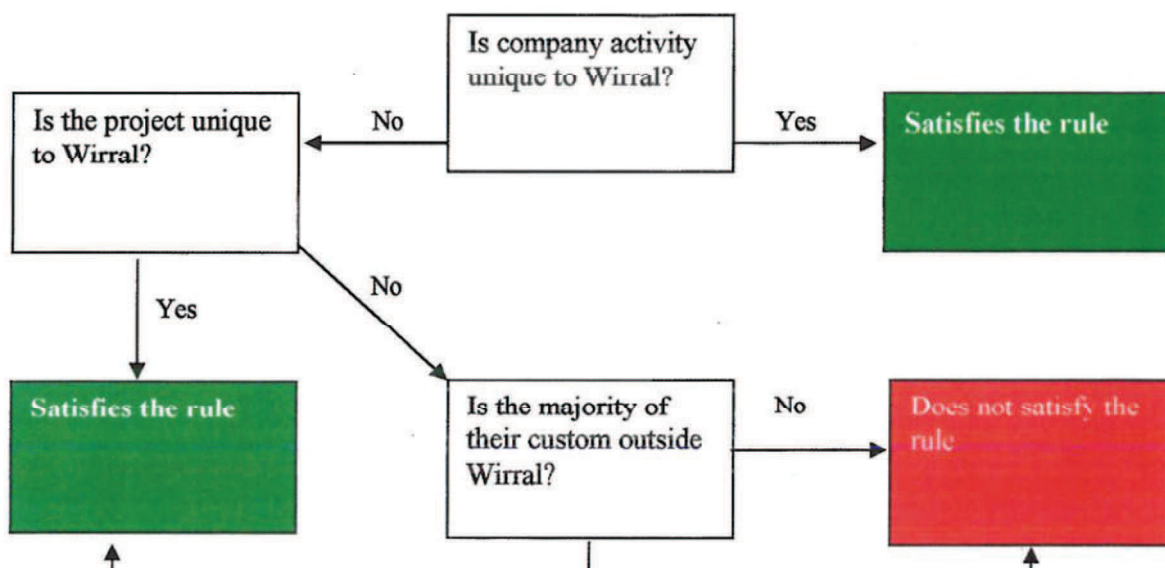 Is company activity
unique to Wirral?
No
Yes
Is the project unique
to Wirral?
Satisfies the rule
No
Yes
Satisfies the rule
Is the majority of
their custom outside
Wirral?
No
Does not satisfy the
rule